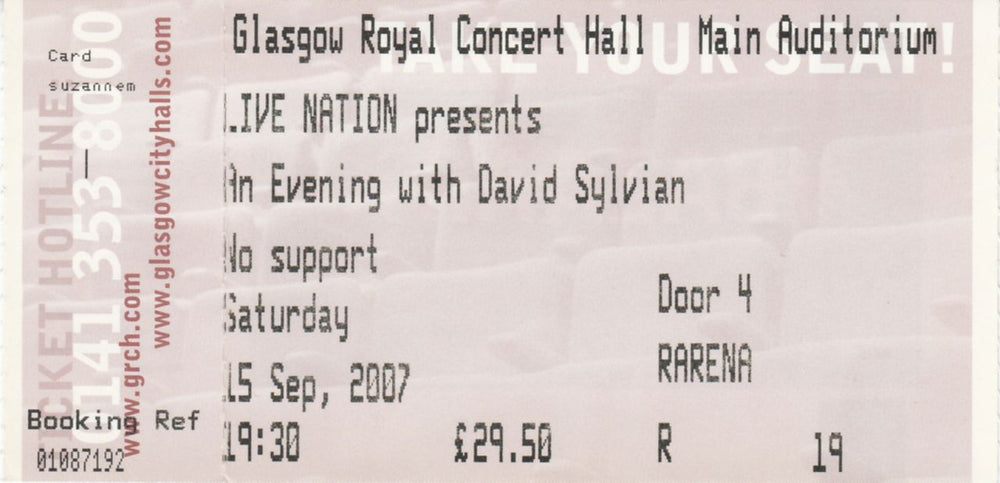 Glasgow Royal Concert Hall Main Auditorium
TAKE YOUR SEAT!
LIVE NATION presents
An Evening with David Sylvian
No support
Saturday
15 Sep, 2007
19:30 £29.50
Door 4
RARENA
R 19
Card
suzannem
TICKET HOTLINE
0141 353 8000
www.glasgowcityhalls.com
www.grch.com
Booking Ref
01087192